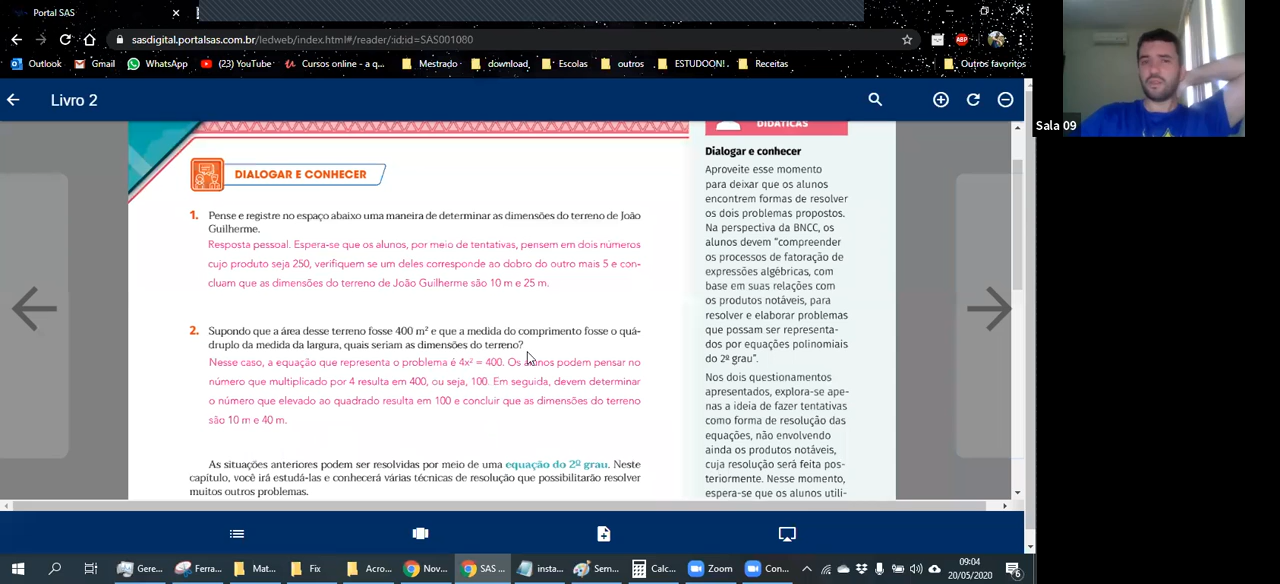 Portal SAS
sasdigital.portalsas.com.br/ledweb/index.html#/reader/:id:id=SAS001080
ABP
Outlook Gmail WhatsApp (23) YouTube Cursos online - a q... Mestrado download Escolas outros ESTUDOON! Receitas Outros favoritos
Livro 2
Sala 09
DIDÁTICAS
DIALOGAR E CONHECER
1. Pense e registre no espaço abaixo uma maneira de determinar as dimensões do terreno de João
Guilherme.
Resposta pessoal. Espera-se que os alunos, por meio de tentativas, pensem em dois números
cujo produto seja 250, verifiquem se um deles corresponde ao dobro do outro mais 5 e con-
cluam que as dimensões do terreno de João Guilherme são 10 m e 25 m.
2. Supondo que a área desse terreno fosse 400 m² e que a medida do comprimento fosse o quá-
druplo da medida da largura, quais seriam as dimensões do terreno?
Nesse caso, a equação que representa o problema é 4x² = 400. Os alunos podem pensar no
número que multiplicado por 4 resulta em 400, ou seja, 100. Em seguida, devem determinar
o número que elevado ao quadrado resulta em 100 e concluir que as dimensões do terreno
são 10 m e 40 m.
As situações anteriores podem ser resolvidas por meio de uma equação do 2º grau. Neste
capítulo, você irá estudá-las e conhecerá várias técnicas de resolução que possibilitarão resolver
muitos outros problemas.
Dialogar e conhecer
Aproveite esse momento
para deixar que os alunos
encontrem formas de resolver
os dois problemas propostos.
Na perspectiva da BNCC, os
alunos devem “compreender
os processos de fatoração de
expressões algébricas, com
base em suas relações com
os produtos notáveis, para
resolver e elaborar problemas
que possam ser representa-
dos por equações polinomiais
do 2º grau”.
Nos dois questionamentos
apresentados, explora-se ape-
nas a ideia de fazer tentativas
como forma de resolução das
equações, não envolvendo
ainda os produtos notáveis,
cuja resolução será feita pos-
teriormente. Nesse momento,
espera-se que os alunos utili-
Gere... Ferra... Mat... Fix Acro... Nov... SAS ... insta... Sem... Calc... Zoom Con... 09:04
20/05/2020
6